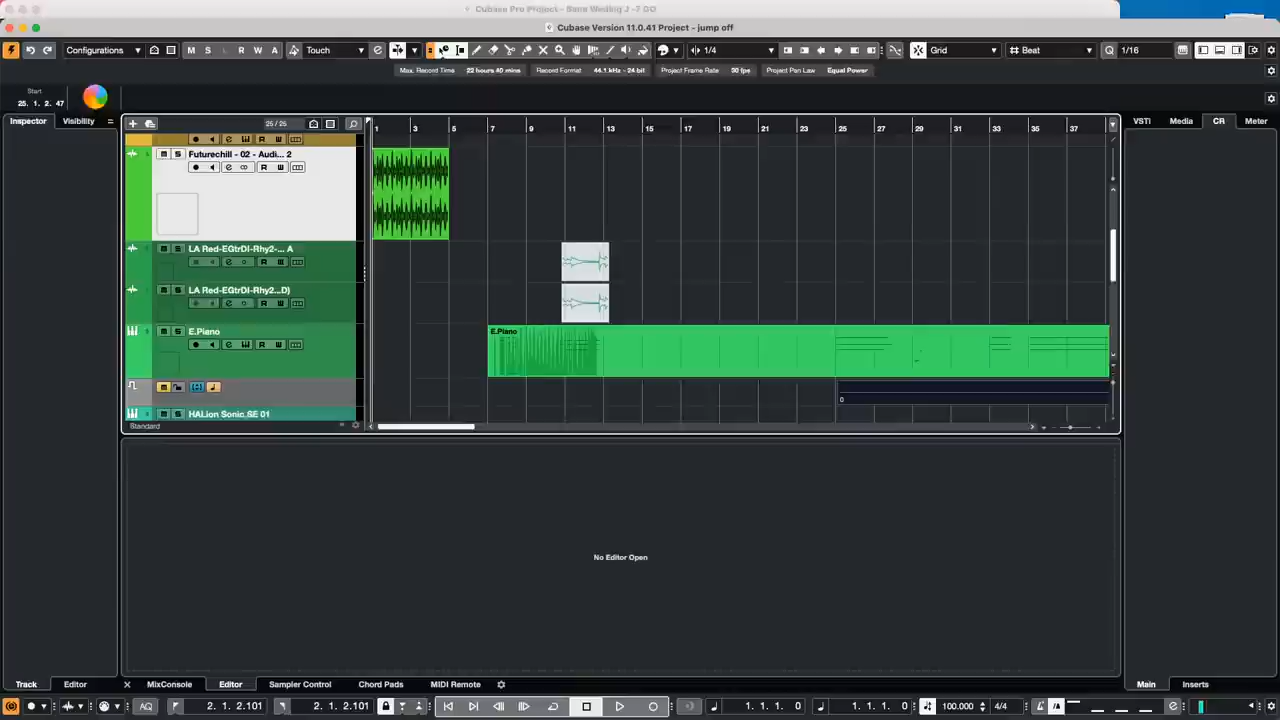 Cubase Pro Project -
Cubase Version 11.0.41 Project - jump off
Configurations
M S L R W A
Touch
1/4
Grid
Beat
Q 1/16
Max. Record Time 22 hours 40 mins Record Format 44.1 kHz - 24 bit Project Frame Rate 30 fps Project Pan Law Equal Power
Start
25. 1. 2. 47
Inspector Visibility
25 / 25
1 3 5 7 9 11 13 15 17 19 21 23 25 27 29 31 33 35 37
VSTi Media CR Meter
Futurechill - 02 - Audi... 2
LA Red-EGtrDI-Rhy2-... A
LA Red-EGtrDI-Rhy2...D)
E.Piano
E.Piano
0
HALion Sonic SE 01
Standard
No Editor Open
Track Editor
MixConsole Editor Sampler Control Chord Pads MIDI Remote
Main Inserts
AQ 2. 1. 2.101 2. 1. 2.101
1. 1. 1. 0 1. 1. 1. 0 100.000 4/4